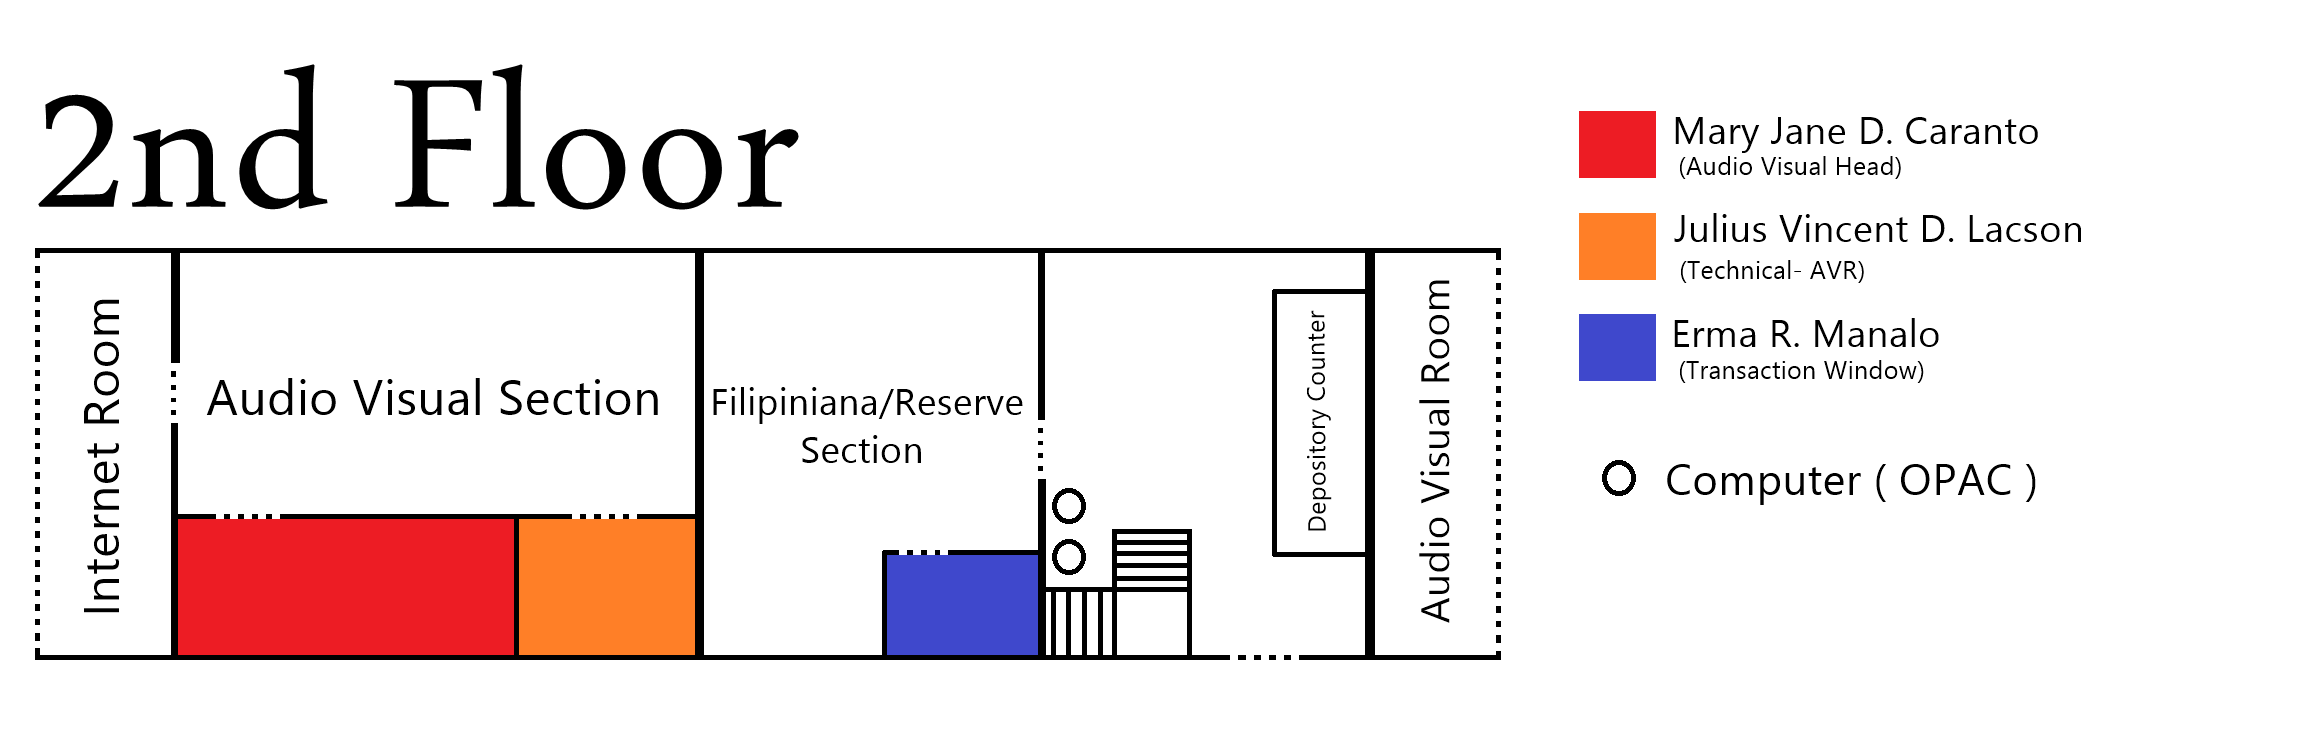 2nd Floor
Internet Room
Audio Visual Section
Filipiniana/Reserve
Section
Depository Counter
Audio Visual Room
Mary Jane D. Caranto
(Audio Visual Head)
Julius Vincent D. Lacson
(Technical- AVR)
Erma R. Manalo
(Transaction Window)
Computer ( OPAC )